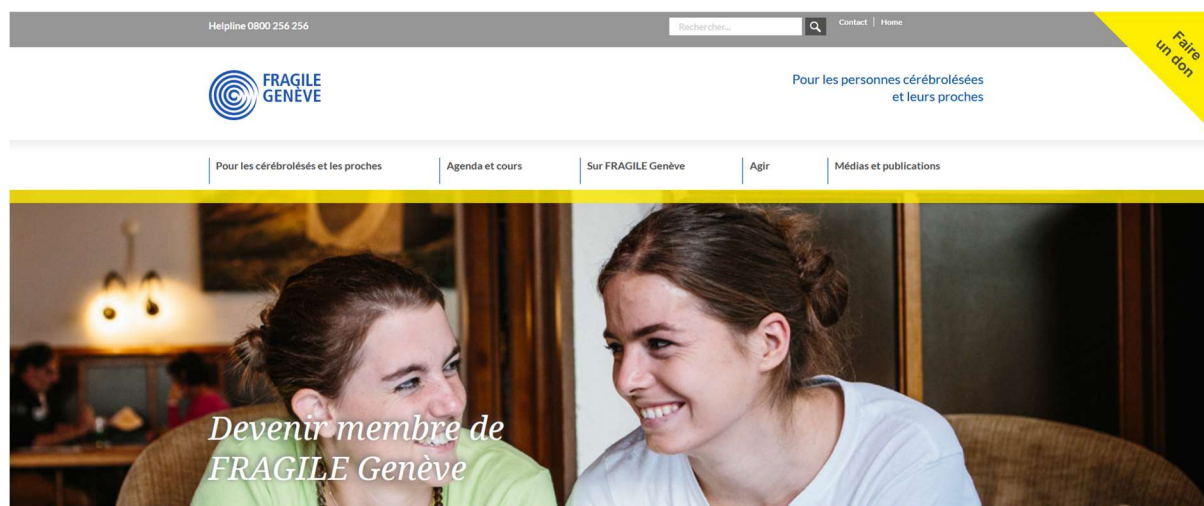 Helpline 0800 256 256
Rechercher...
Contact
Home
Faire
un don
FRAGILE
GENÈVE
Pour les personnes cérébrolésées
et leurs proches
Pour les cérébrolésés et les proches
Agenda et cours
Sur FRAGILE Genève
Agir
Médias et publications
Devenir membre de
FRAGILE Genève